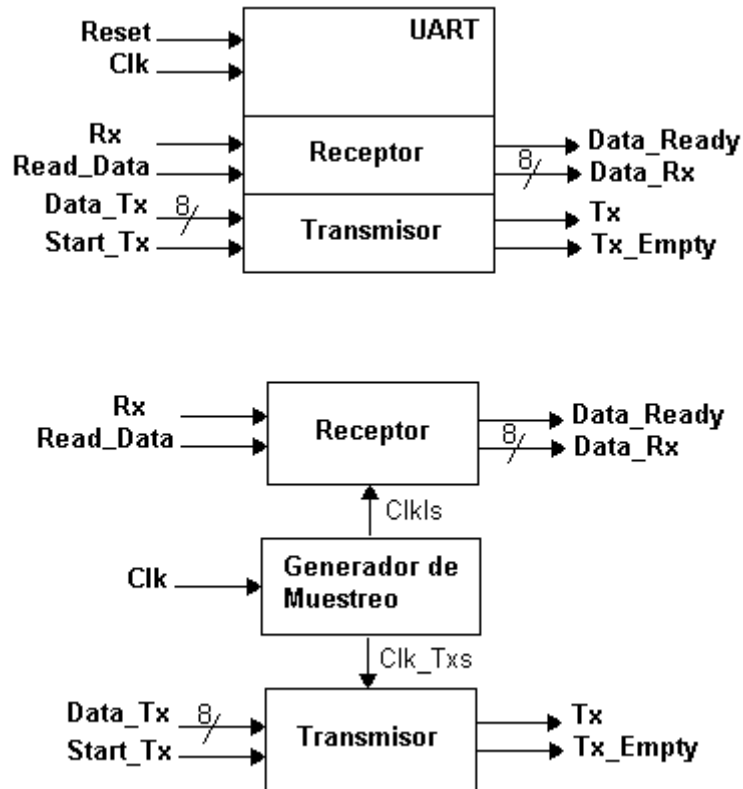 Reset
UART
Clk
Rx
Read_Data
Receptor
8
Data_Ready
Data_Rx
Data_Tx
8
Start_Tx
Transmisor
Tx
Tx_Empty
Rx
Read_Data
Receptor
8
Data_Ready
Data_Rx
Clkls
Clk
Generador de
Muestreo
Clk_Txs
Data_Tx
8
Start_Tx
Transmisor
Tx
Tx_Empty